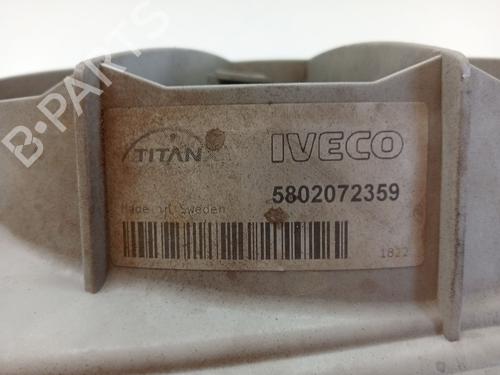 B-PARTS
TITAN
IVECO
5802072359
Made in Sweden
1822